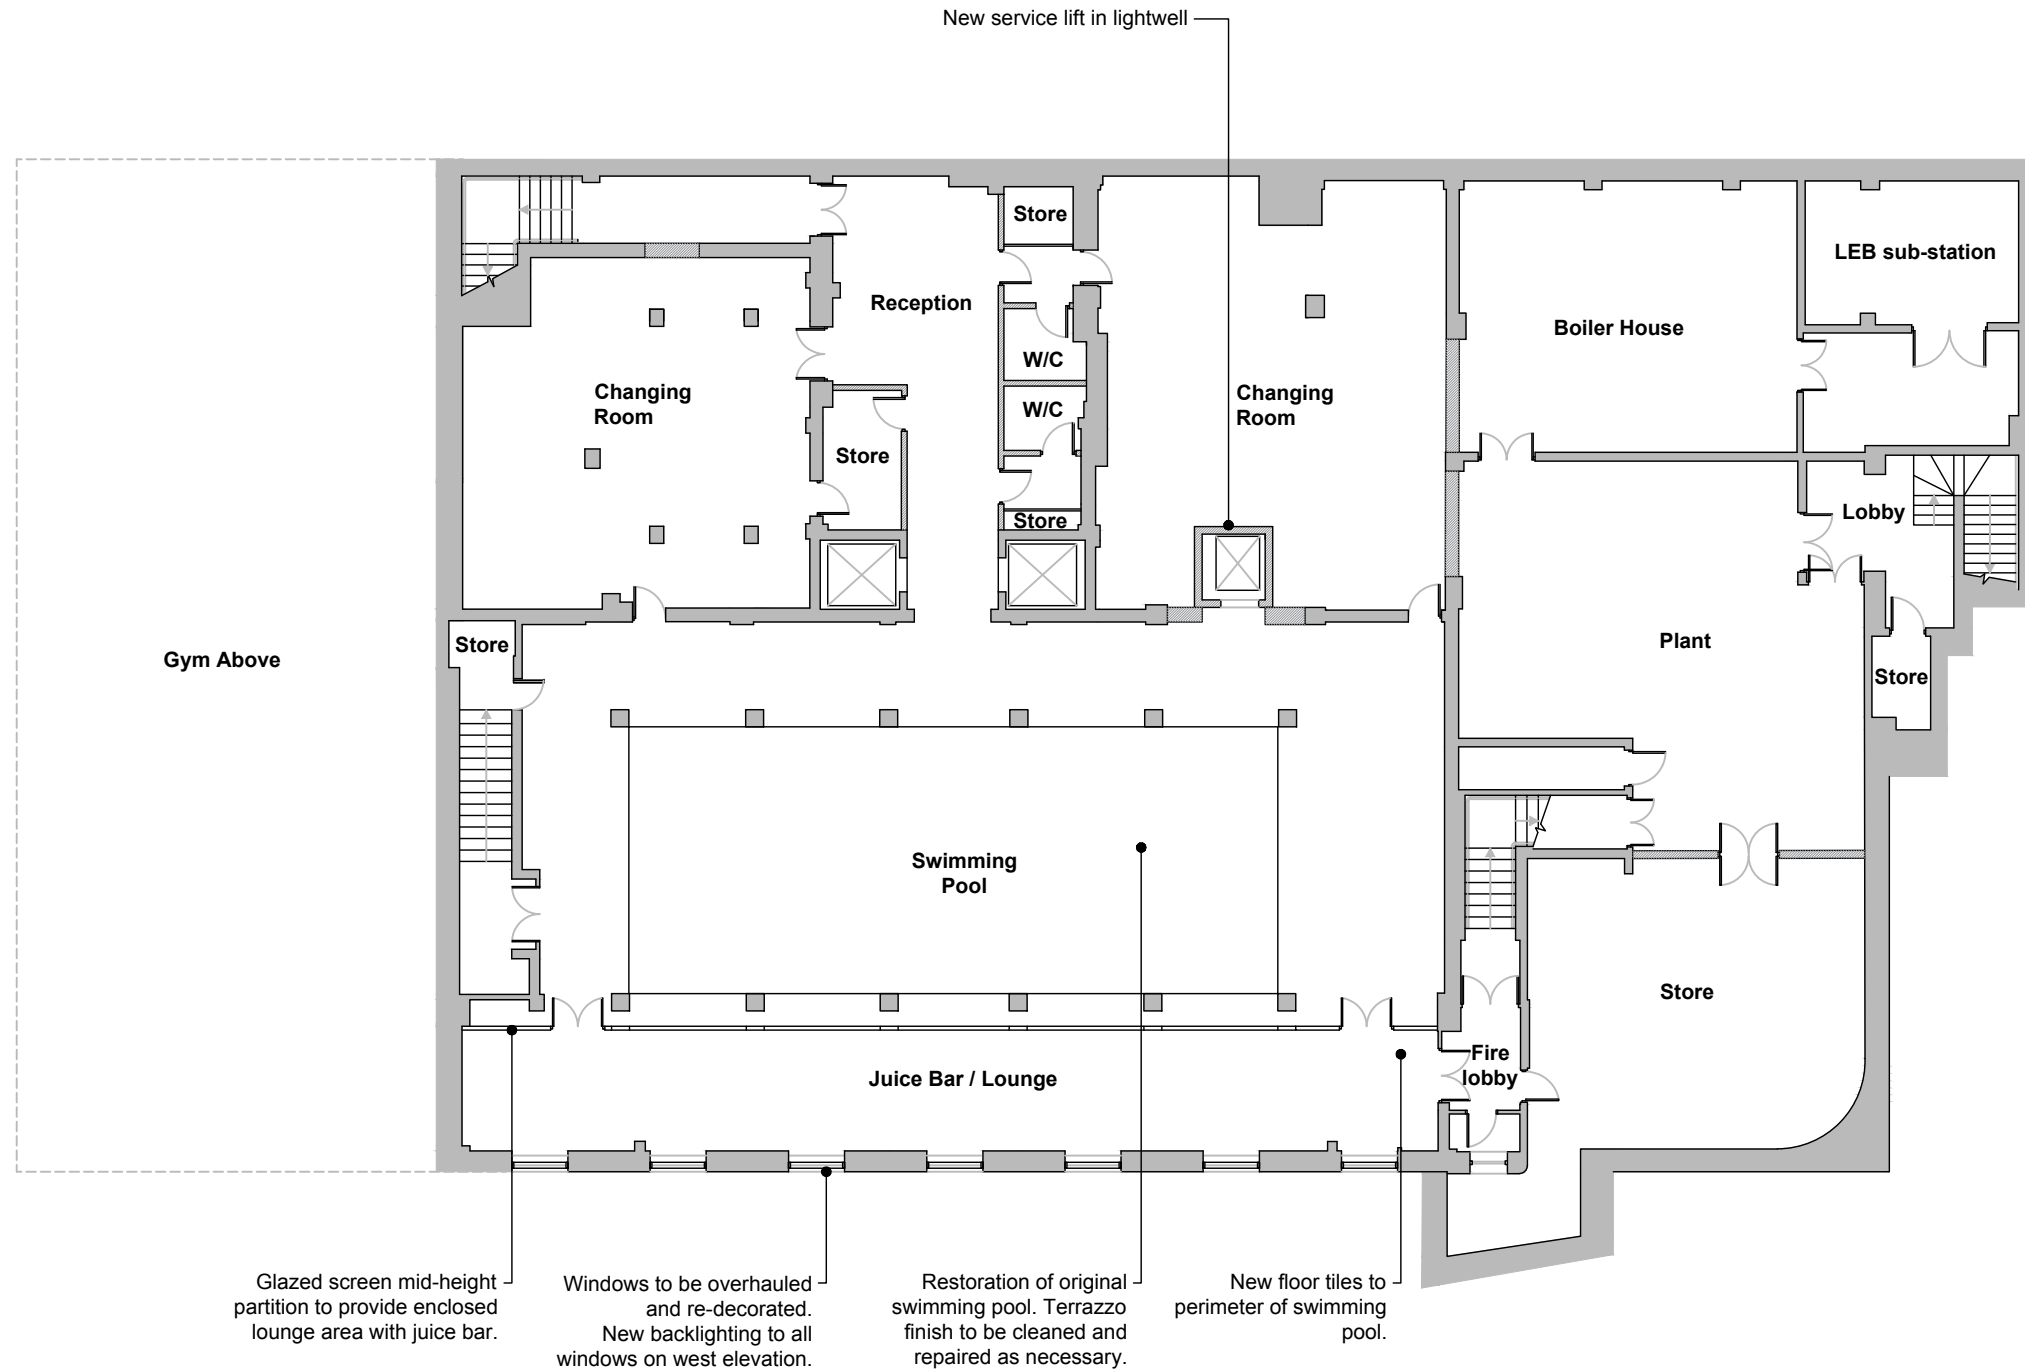 New service lift in lightwell
Store
LEB sub-station
Reception
Boiler House
W/C
Changing
Room
W/C
Changing
Room
Store
Store
Lobby
Store
Gym Above
Plant
Store
Swimming
Pool
Store
Fire
lobby
Juice Bar / Lounge
Glazed screen mid-height
partition to provide enclosed
lounge area with juice bar.
Windows to be overhauled
and re-decorated.
New backlighting to all
windows on west elevation.
Restoration of original
swimming pool. Terrazzo
finish to be cleaned and
repaired as necessary.
New floor tiles to
perimeter of swimming
pool.